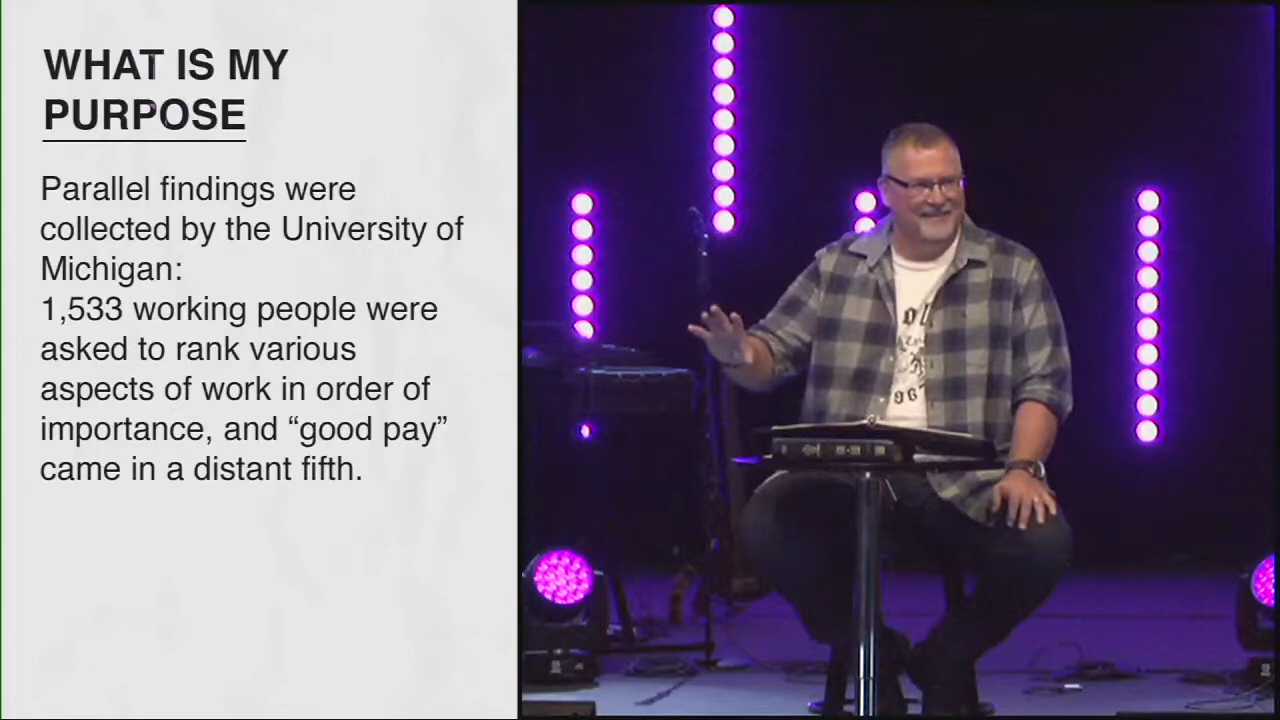 WHAT IS MY
PURPOSE
Parallel findings were
collected by the University of
Michigan:
1,533 working people were
asked to rank various
aspects of work in order of
importance, and “good pay”
came in a distant fifth.